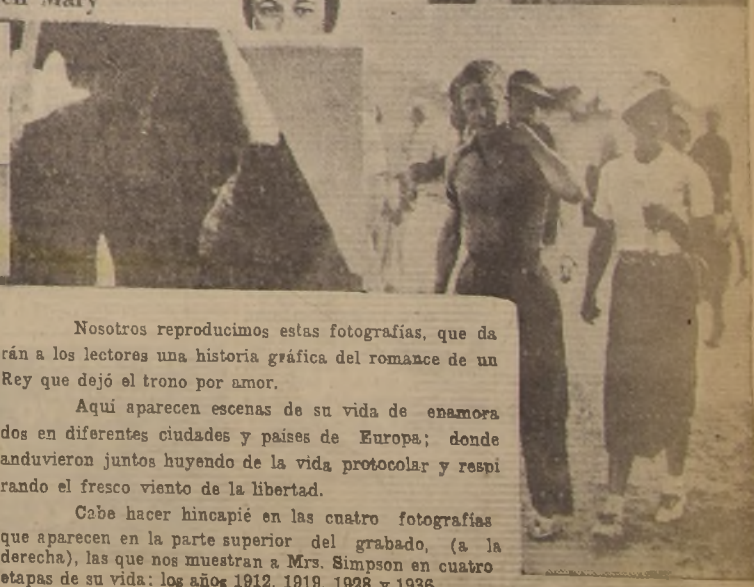 en Mary
Nosotros reproducimos estas fotografías, que da
rán a los lectores una historia gráfica del romance de un
Rey que dejó el trono por amor.
Aquí aparecen escenas de su vida de enamora
dos en diferentes ciudades y países de Europa; donde
anduvieron juntos huyendo de la vida protocolar y respi
rando el fresco viento de la libertad.
Cabe hacer hincapié en las cuatro fotografías
que aparecen en la parte superior del grabado, (a la
derecha), las que nos muestran a Mrs. Simpson en cuatro
etapas de su vida: los años 1912, 1919, 1928 y 1936.